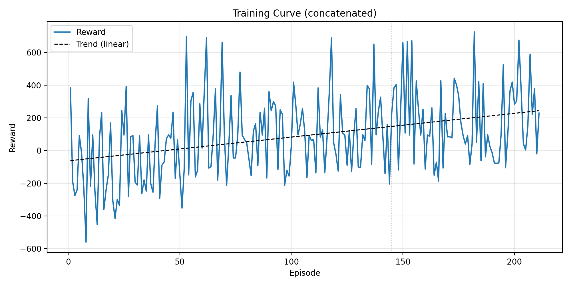 Training Curve (concatenated)
Reward
Trend (linear)
600
400
200
0
−200
−400
−600
Reward
0
50
100
150
200
Episode